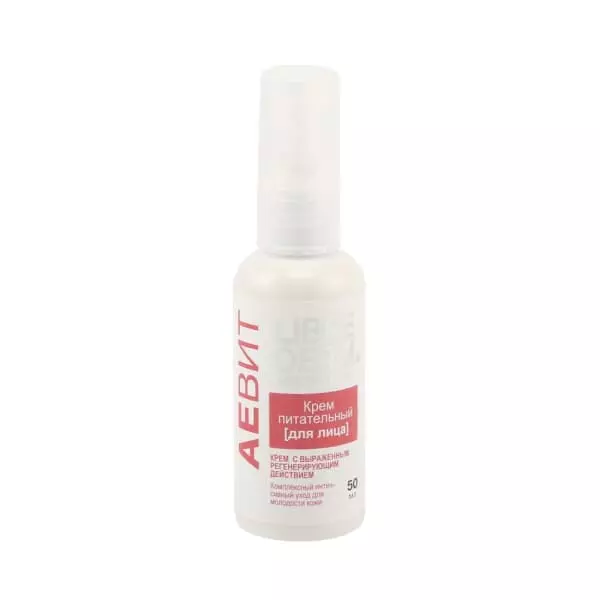 АЕВИТ
Крем
питательный
[для лица]
КРЕМ С ВЫРАЖЕННЫМ
РЕГЕНЕРИРУЮЩИМ
ДЕЙСТВИЕМ
Комплексный интен-
сивный уход для
молодости кожи
50
мл